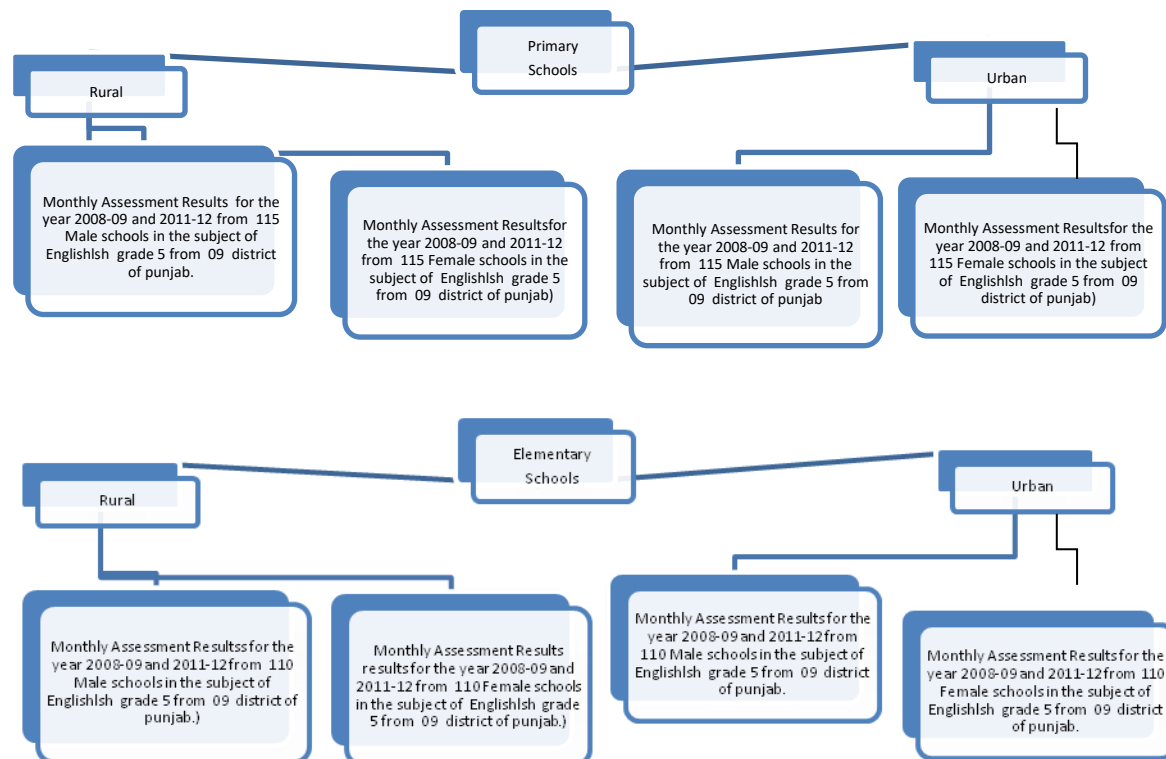 Primary
Schools
Rural
Urban
Monthly Assessment Results for the
year 2008-09 and 2011-12 from 115
Male schools in the subject of
Englishlsh grade 5 from 09 district
of punjab.
Monthly Assessment Resultsfor
the year 2008-09 and 2011-12
from 115 Female schools in the
subject of Englishlsh grade 5
from 09 district of punjab)
Monthly Assessment Results for
the year 2008-09 and 2011-12
from 115 Male schools in the
subject of Englishlsh grade 5 from
09 district of punjab
Monthly Assessment Resultsfor
the year 2008-09 and 2011-12 from
115 Female schools in the subject
of Englishlsh grade 5 from 09
district of punjab)
Elementary
Schools
Rural
Urban
Monthly Assessment Results for the
year 2008-09 and 2011-12 from 110
Male schools in the subject of
Englishlsh grade 5 from 09 district of
punjab.)
Monthly Assessment Results
results for the year 2008-09 and
2011-12 from 110 Female schools
in the subject of Englishlsh grade
5 from 09 district of punjab.)
Monthly Assessment Results for the
year 2008-09 and 2011-12 from
110 Male schools in the subject of
Englishlsh grade 5 from 09 district
of punjab.
Monthly Assessment Results for the
year 2008-09 and 2011-12 from 110
Female schools in the subject of
Englishlsh grade 5 from 09 district
of punjab.